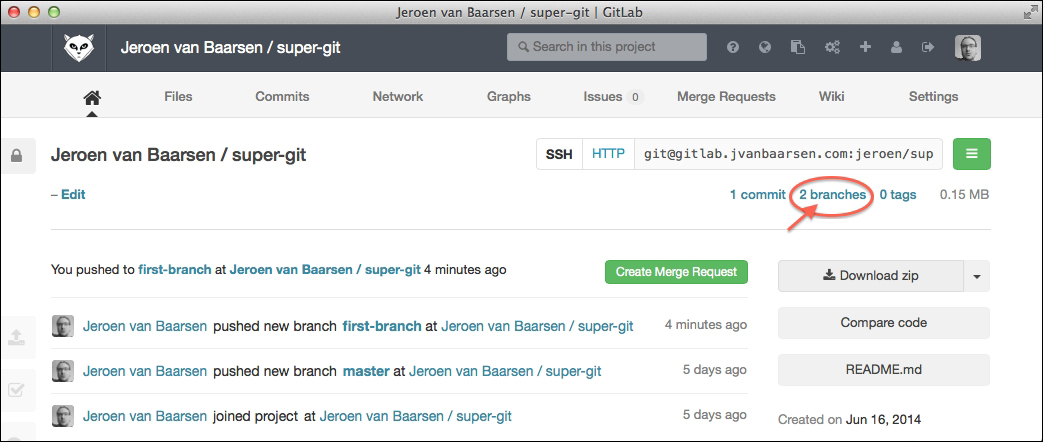 Jeroen van Baarsen / super-git | GitLab
Jeroen van Baarsen / super-git Search in this project
Files Commits Network Graphs Issues 0 Merge Requests Wiki Settings
Jeroen van Baarsen / super-git SSH HTTP git@gitlab.jvanbaarsen.com:jeroen/sup
– Edit 1 commit 2 branches 0 tags 0.15 MB
You pushed to first-branch at Jeroen van Baarsen / super-git 4 minutes ago Create Merge Request
Download zip
Jeroen van Baarsen pushed new branch first-branch at Jeroen van Baarsen / super-git 4 minutes ago
Compare code
Jeroen van Baarsen pushed new branch master at Jeroen van Baarsen / super-git 5 days ago
README.md
Jeroen van Baarsen joined project at Jeroen van Baarsen / super-git 5 days ago
Created on Jun 16, 2014